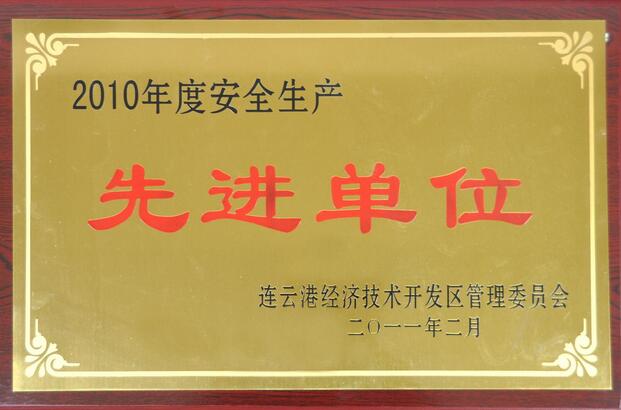 2010年度安全生产
先进单位
连云港经济技术开发区管理委员会
二〇一一年二月